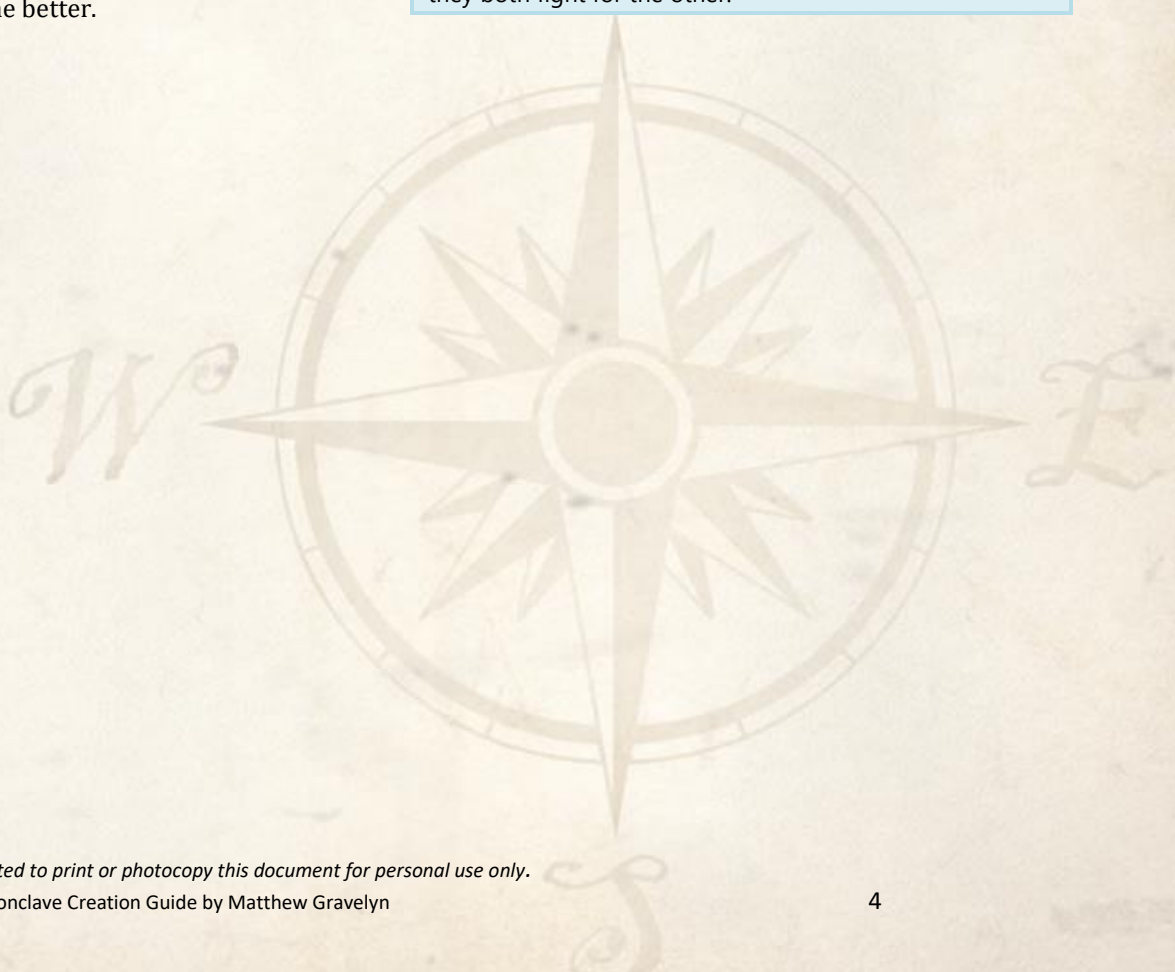 he better.
they both fight for the other.
W
E
ted to print or photocopy this document for personal use only.
onclave Creation Guide by Matthew Gravelyn
4
S